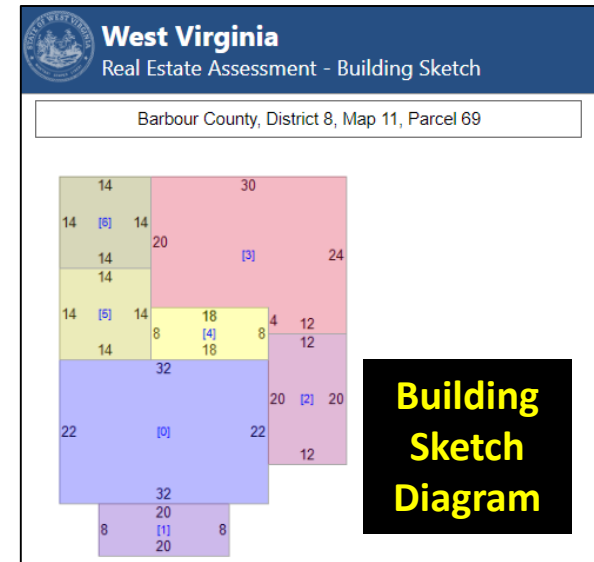 West Virginia
Real Estate Assessment - Building Sketch
Barbour County, District 8, Map 11, Parcel 69
14 30
14 [6] 14
20
[3] 24
14
14
14 [5] 14 18 4 12
8 [4] 8
14 18 12
32
20 [2] 20
22 [0] 22
12
32
20
8 [1] 8
20
Building
Sketch
Diagram